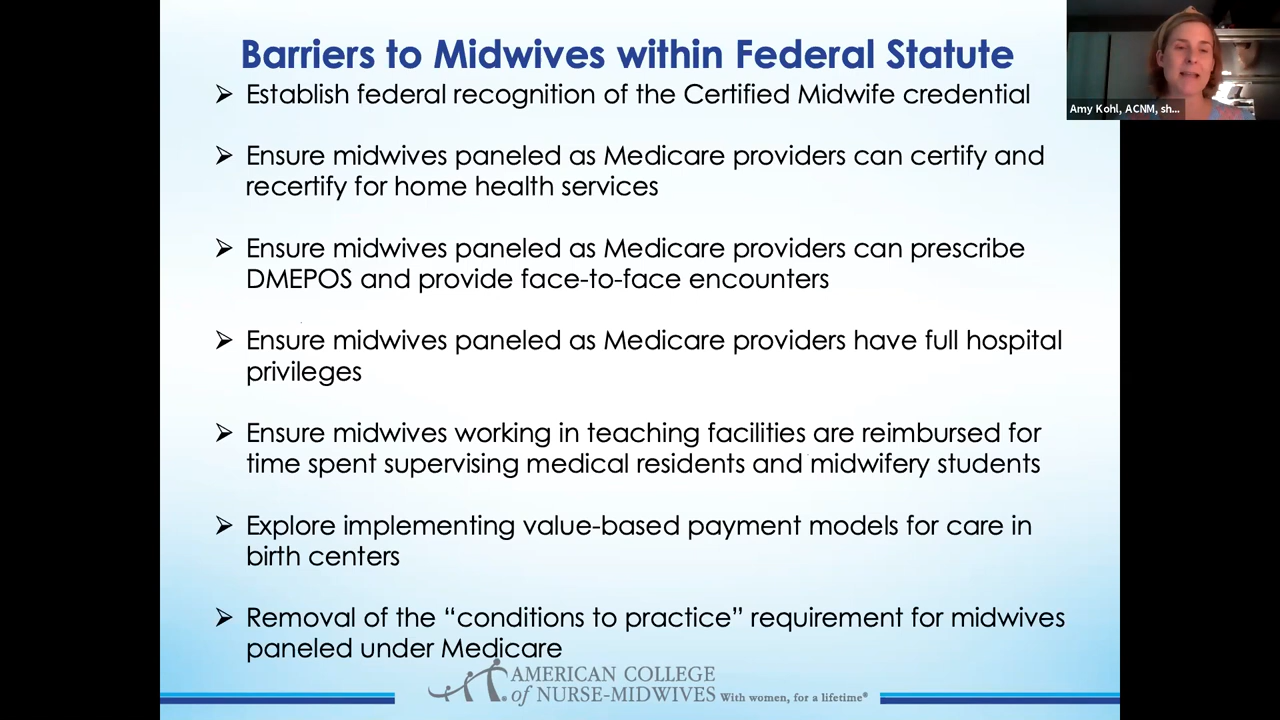 Barriers to Midwives within Federal Statute
➢ Establish federal recognition of the Certified Midwife credential
➢ Ensure midwives paneled as Medicare providers can certify and
recertify for home health services
➢ Ensure midwives paneled as Medicare providers can prescribe
DMEPOS and provide face-to-face encounters
➢ Ensure midwives paneled as Medicare providers have full hospital
privileges
➢ Ensure midwives working in teaching facilities are reimbursed for
time spent supervising medical residents and midwifery students
➢ Explore implementing value-based payment models for care in
birth centers
➢ Removal of the “conditions to practice” requirement for midwives
paneled under Medicare
AMERICAN COLLEGE
of NURSE-MIDWIVES With women, for a lifetime®
Amy Kohl, ACNM, sh...